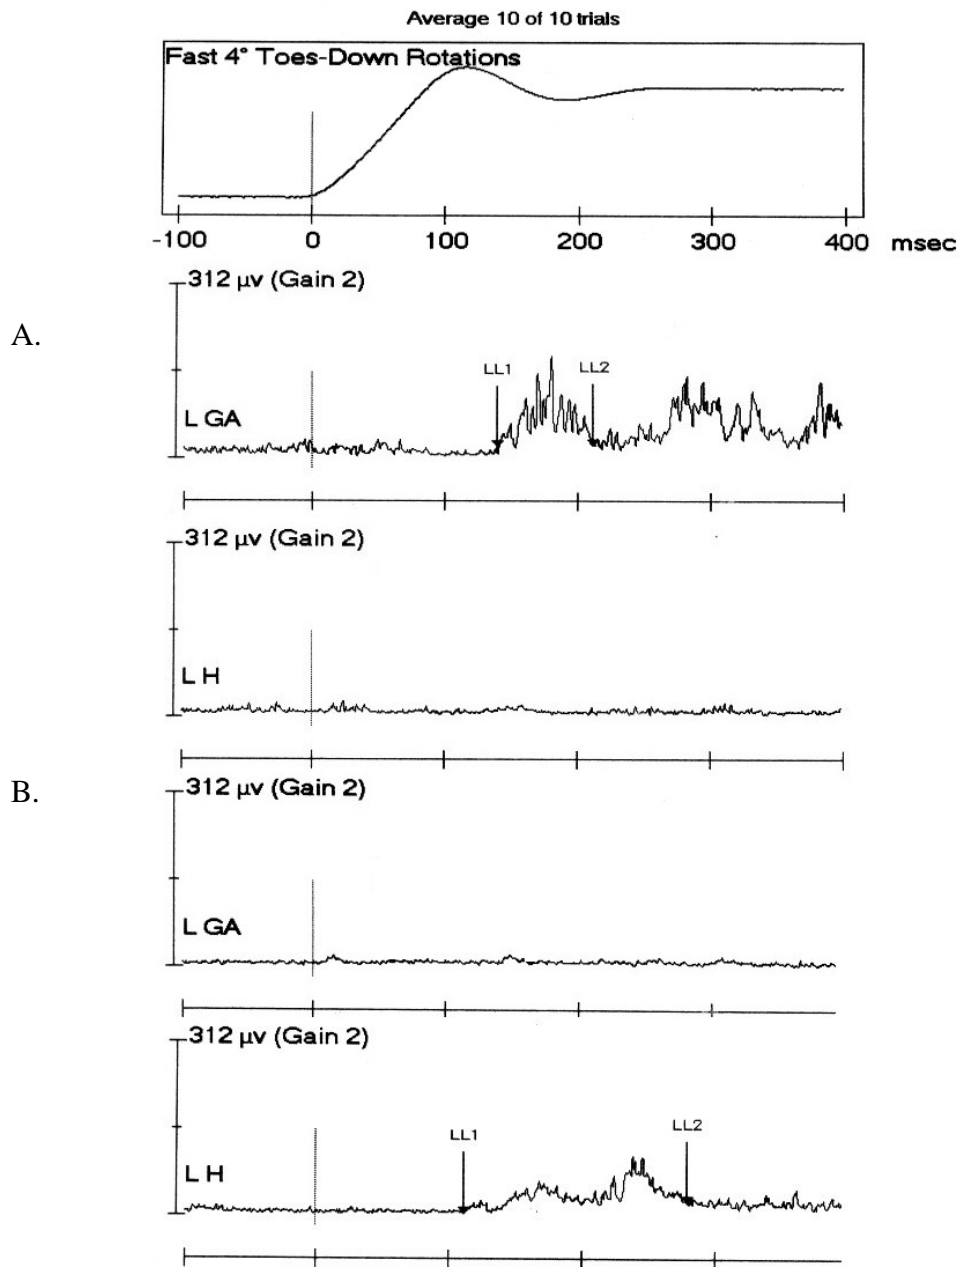 Average 10 of 10 trials
Fast 4° Toes-Down Rotations
-100 0 100 200 300 400 msec
312 µv (Gain 2)
A.
LL1 LL2
L GA
312 µv (Gain 2)
L H
312 µv (Gain 2)
B.
L GA
312 µv (Gain 2)
LL1 LL2
L H